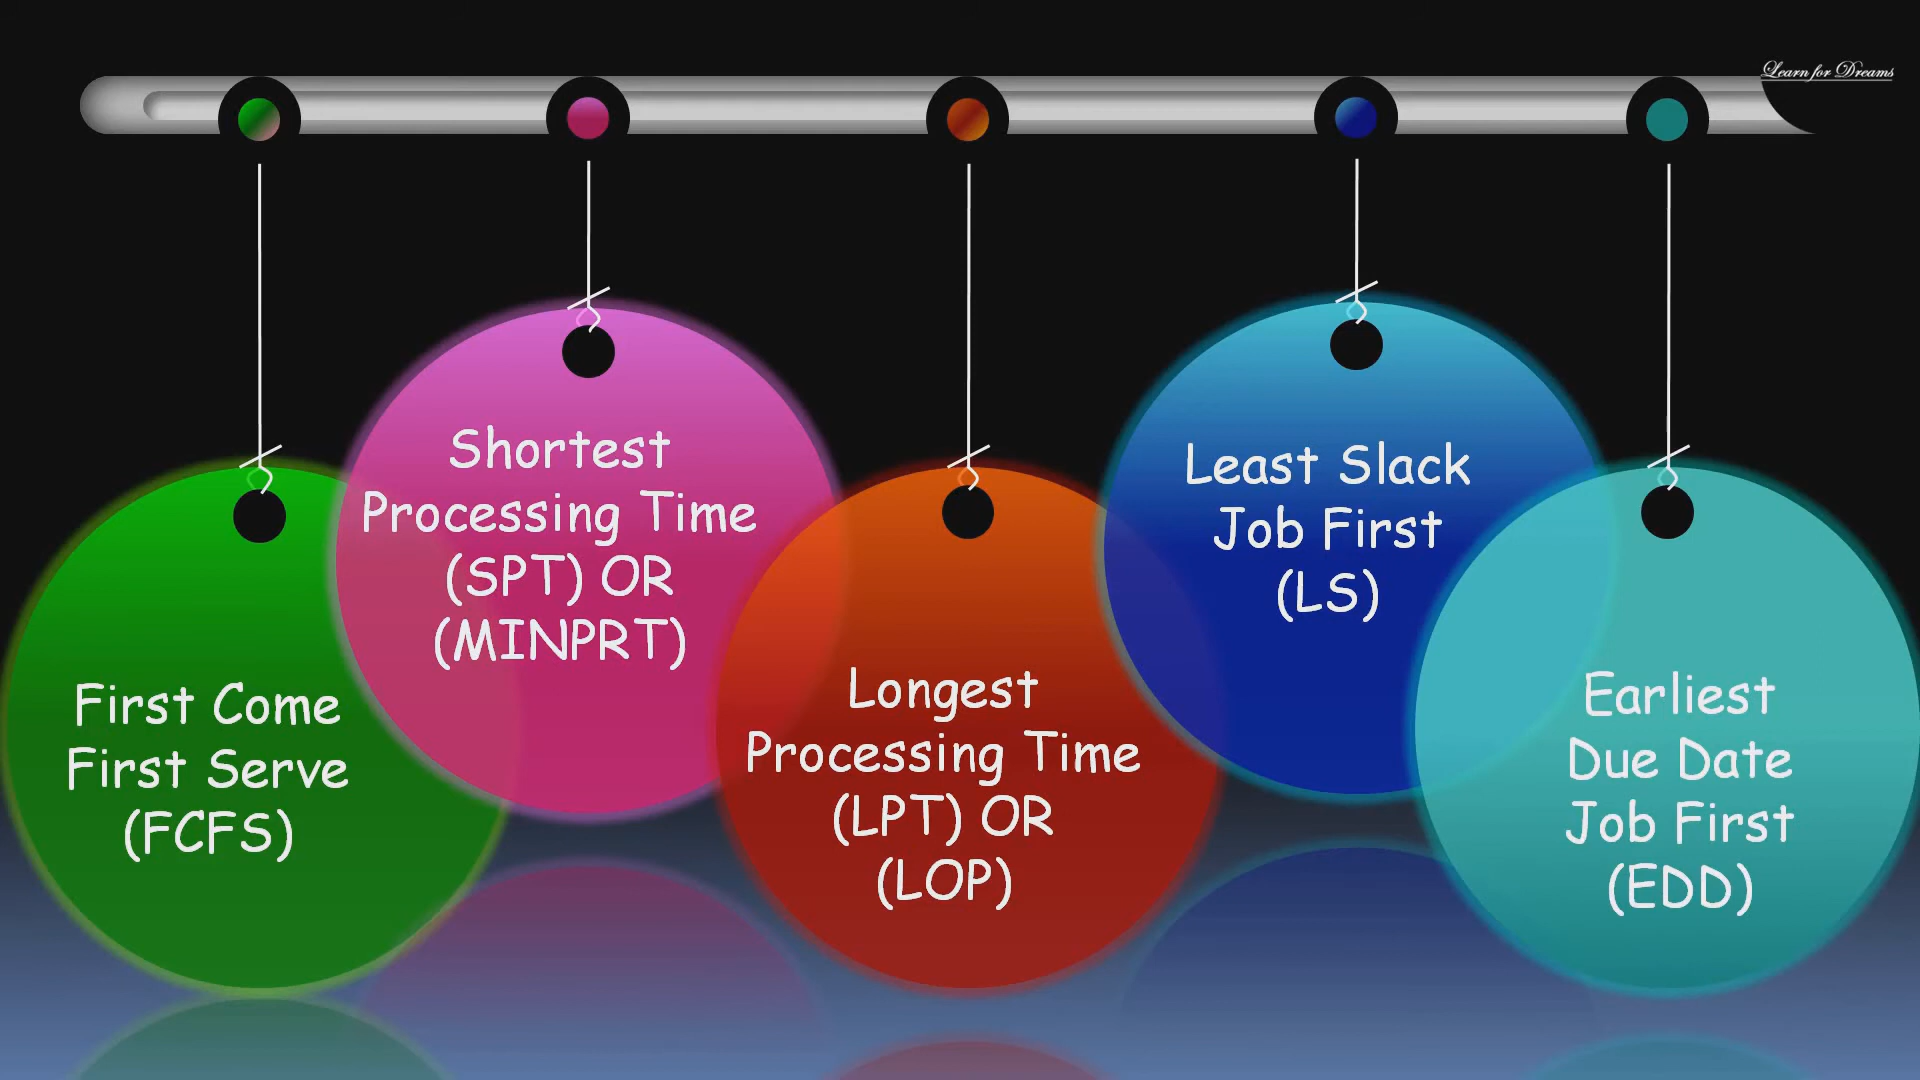 Learn for Dreams
First Come
First Serve
(FCFS)
Shortest
Processing Time
(SPT) OR
(MINPRT)
Longest
Processing Time
(LPT) OR
(LOP)
Least Slack
Job First
(LS)
Earliest
Due Date
Job First
(EDD)